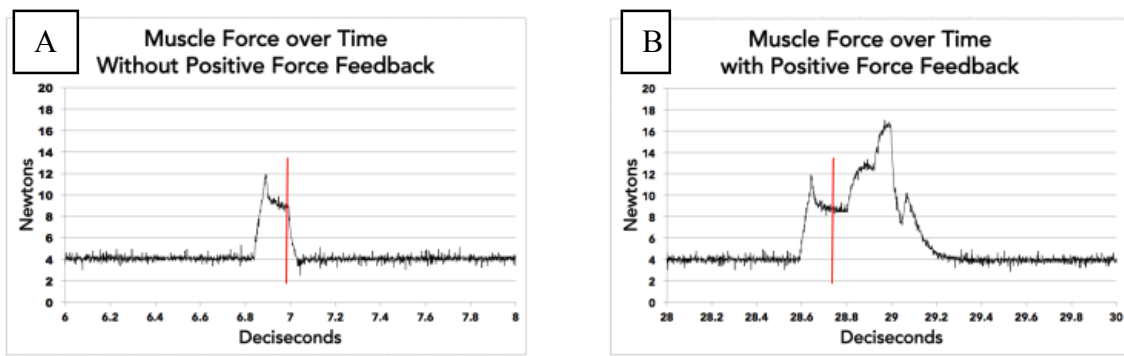 A
Muscle Force over Time
Without Positive Force Feedback
20
18
16
14
12
10
8
6
4
2
0
Newtons
6 6.2 6.4 6.6 6.8 7 7.2 7.4 7.6 7.8 8
Deciseconds
B
Muscle Force over Time
with Positive Force Feedback
20
18
16
14
12
10
8
6
4
2
0
Newtons
28 28.2 28.4 28.6 28.8 29 29.2 29.4 29.6 29.8 30
Deciseconds